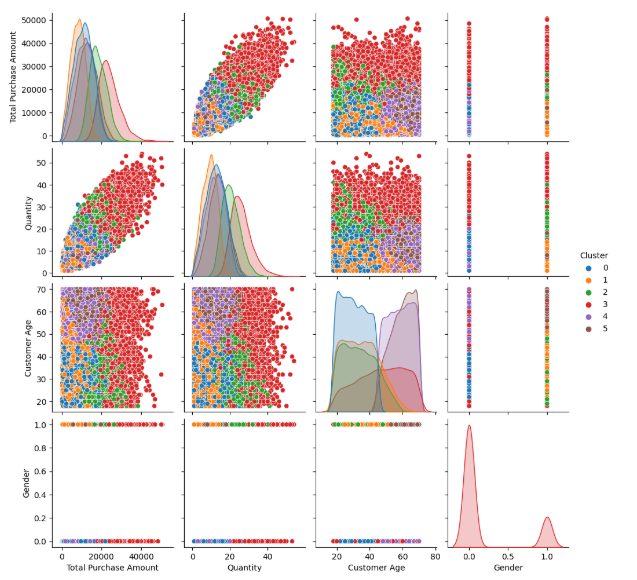 50000
40000
30000
20000
10000
0
Total Purchase Amount
50
40
30
20
10
0
Quantity
70
60
50
40
30
20
Customer Age
1.0
0.8
0.6
0.4
0.2
0.0
Gender
0 20000 40000
Total Purchase Amount
0 20 40
Quantity
20 40 60 80
Customer Age
0.0 0.5 1.0
Gender
Cluster
0
1
2
3
4
5